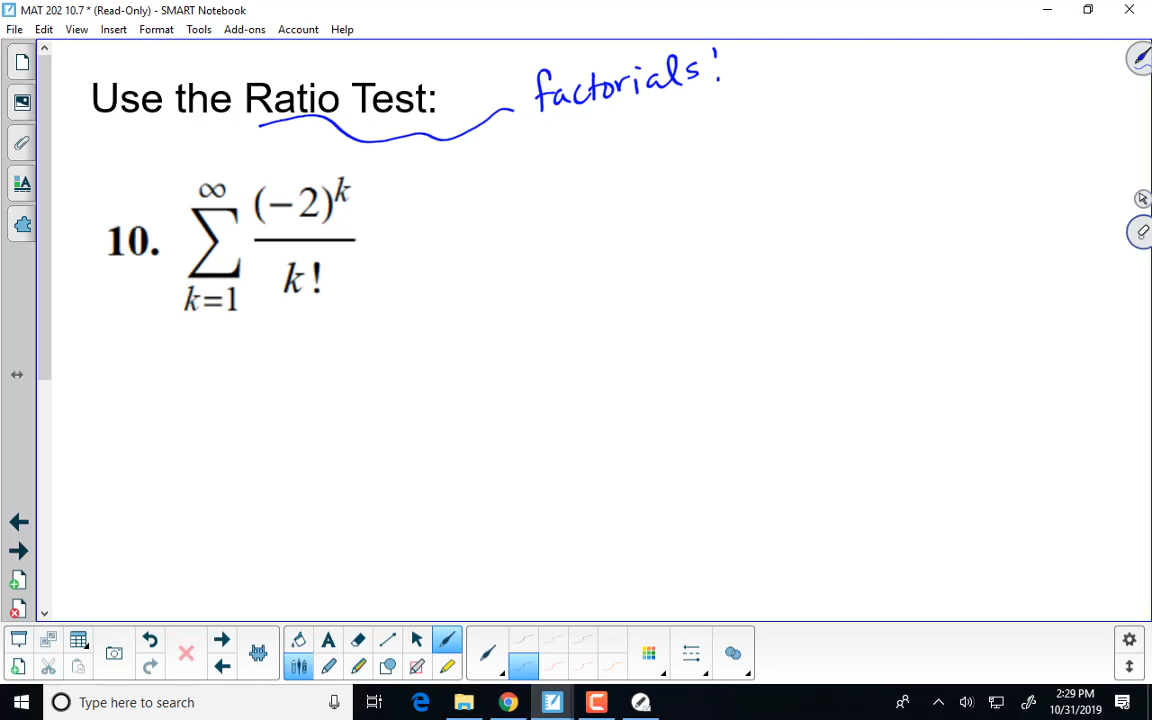 MAT 202 10.7 * (Read-Only) - SMART Notebook
File Edit View Insert Format Tools Add-ons Account Help
Use the Ratio Test: factorials!
10. ∑_{k=1}^{∞} (−2)^k / k!
Type here to search
2:29 PM
10/31/2019